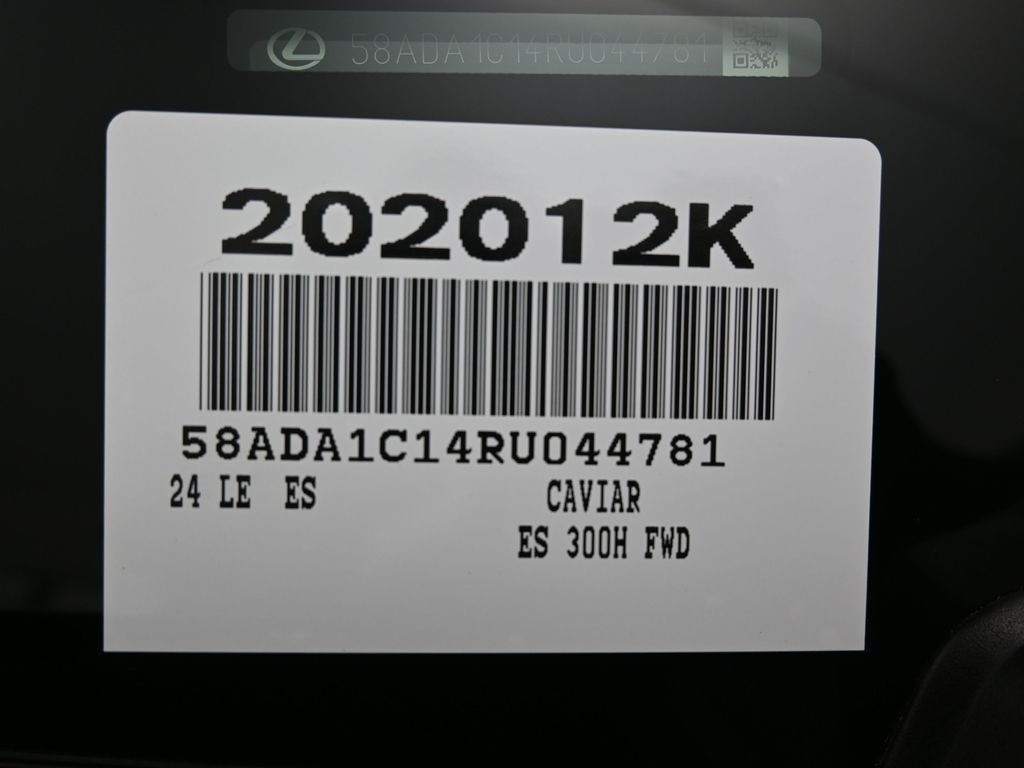 58ADA1C14RU044781
202012K
58ADA1C14RU044781
24 LE ES CAVIAR
ES 300H FWD